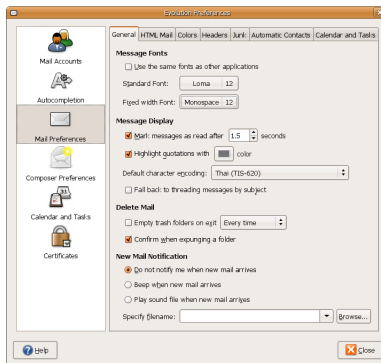 Evolution Preferences
Mail Accounts
Autocompletion
Mail Preferences
Composer Preferences
Calendar and Tasks
Certificates
General HTML Mail Colors Headers Junk Automatic Contacts Calendar and Tasks
Message Fonts
Use the same fonts as other applications
Standard Font: Loma 12
Fixed width Font: Monospace 12
Message Display
Mark messages as read after 1.5 seconds
Highlight quotations with color
Default character encoding: Thai (TIS-620)
Fall back to threading messages by subject
Delete Mail
Empty trash folders on exit Every time
Confirm when expunging a folder
New Mail Notification
Do not notify me when new mail arrives
Beep when new mail arrives
Play sound file when new mail arrives
Specify filename: Browse...
Help Close